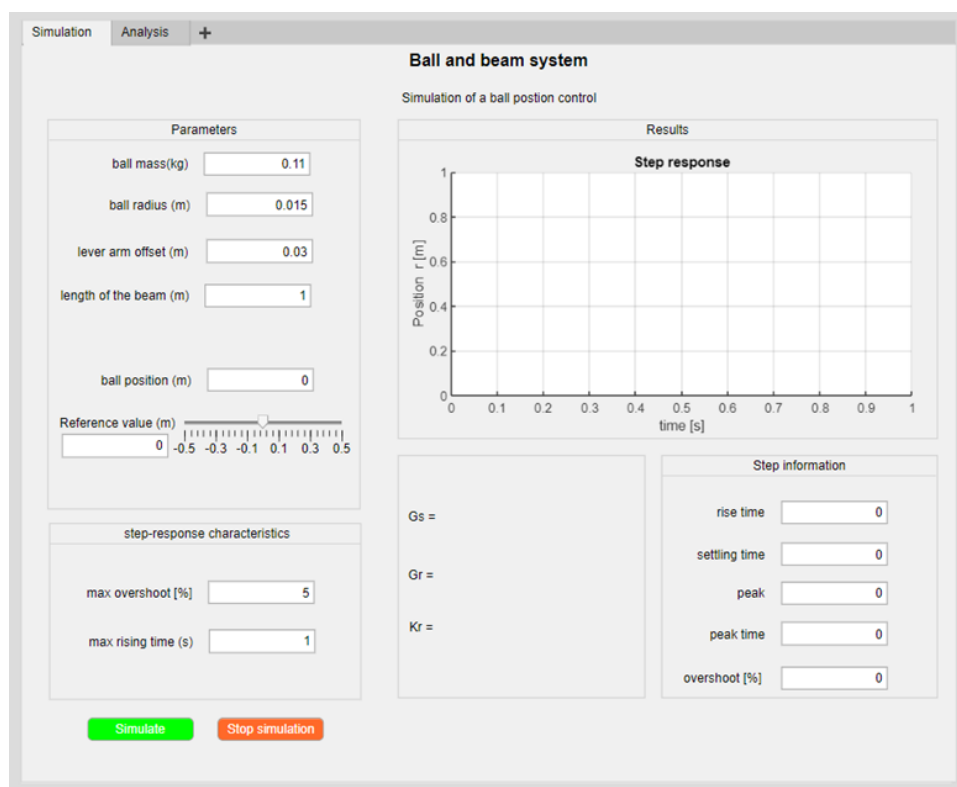 Simulation Analysis +
Ball and beam system
Simulation of a ball postion control
Parameters
ball mass(kg) 0.11
ball radius (m) 0.015
lever arm offset (m) 0.03
length of the beam (m) 1
ball position (m) 0
Reference value (m)
0
-0.5 -0.3 -0.1 0.1 0.3 0.5
step-response characteristics
max overshoot [%] 5
max rising time (s) 1
Simulate Stop simulation
Results
Step response
Position r [m]
1
0.8
0.6
0.4
0.2
0
0 0.1 0.2 0.3 0.4 0.5 0.6 0.7 0.8 0.9 1
time [s]
Gs =
Gr =
Kr =
Step information
rise time 0
settling time 0
peak 0
peak time 0
overshoot [%] 0